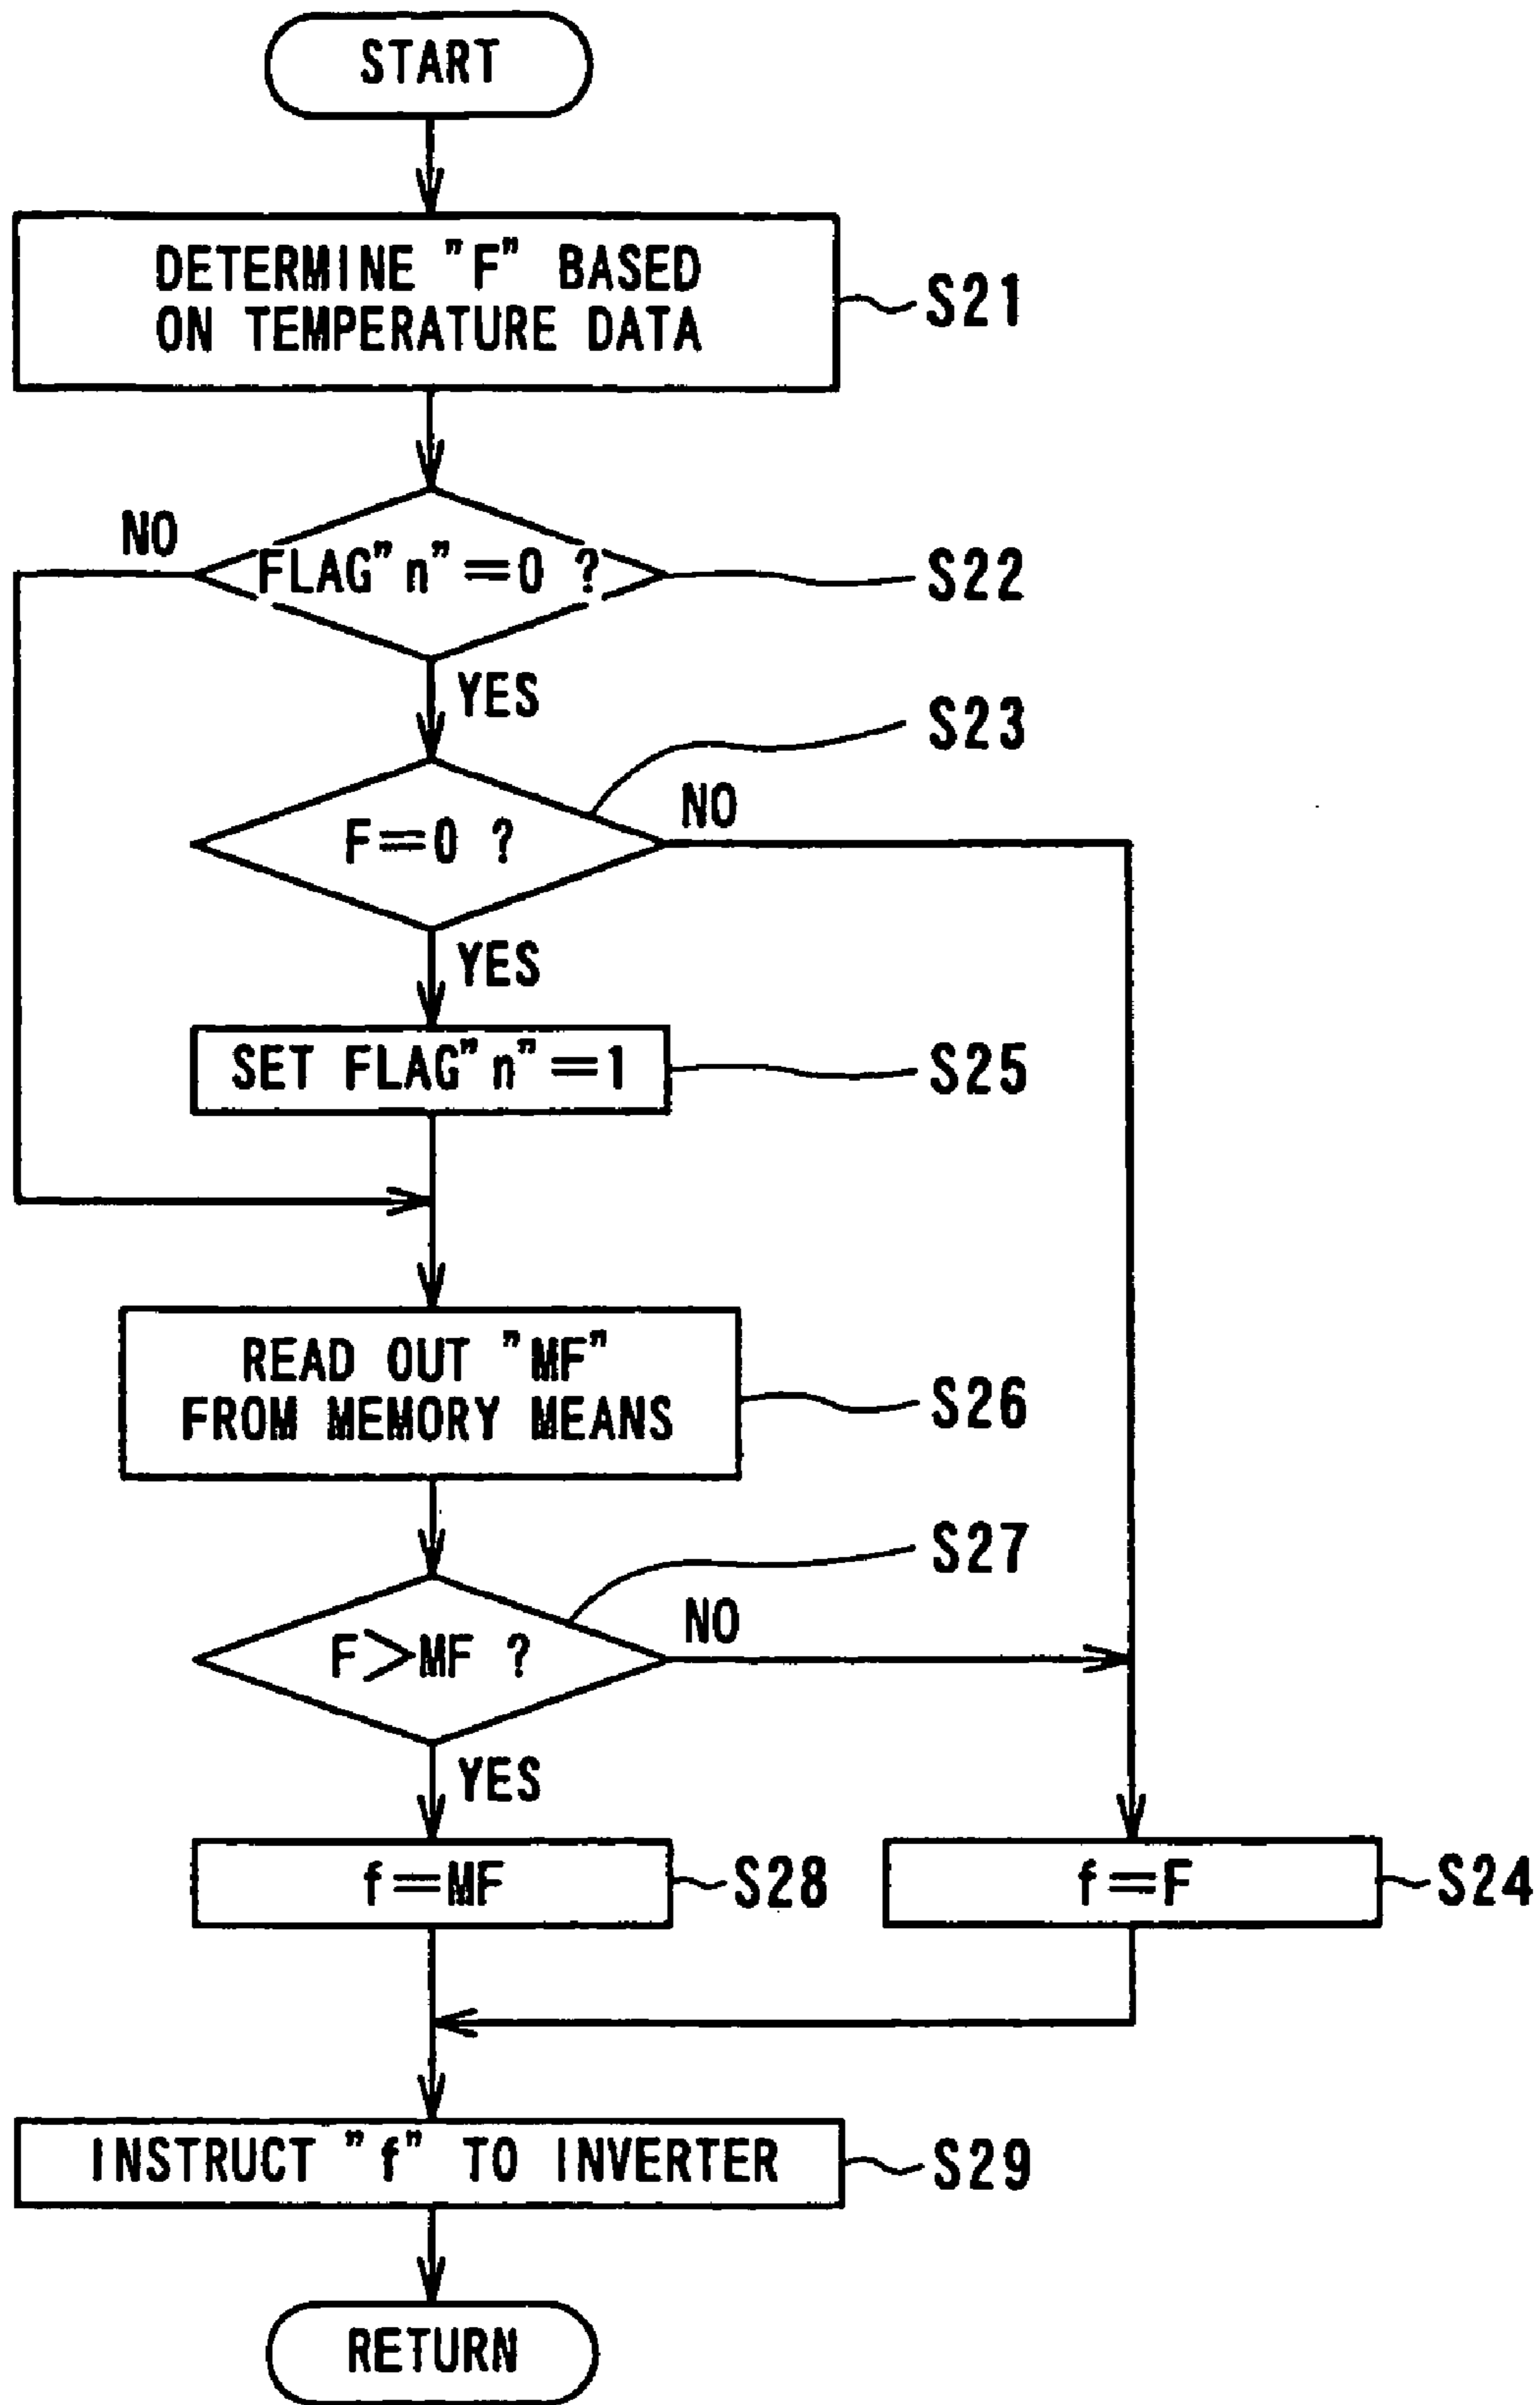 START
DETERMINE "F" BASED
ON TEMPERATURE DATA
S21
NO
FLAG"n"=0 ?
S22
YES
S23
NO
F=0 ?
YES
SET FLAG"n"=1
S25
READ OUT "MF"
FROM MEMORY MEANS
S26
S27
NO
F>MF ?
YES
f=MF
S28
f=F
S24
INSTRUCT "f" TO INVERTER
S29
RETURN